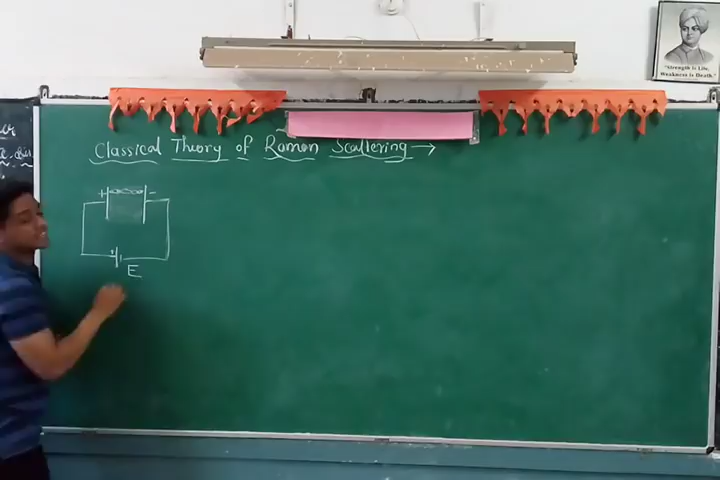 Classical Theory of Raman Scattering →
+ -
E
"Strength is Life,
Weakness is Death"